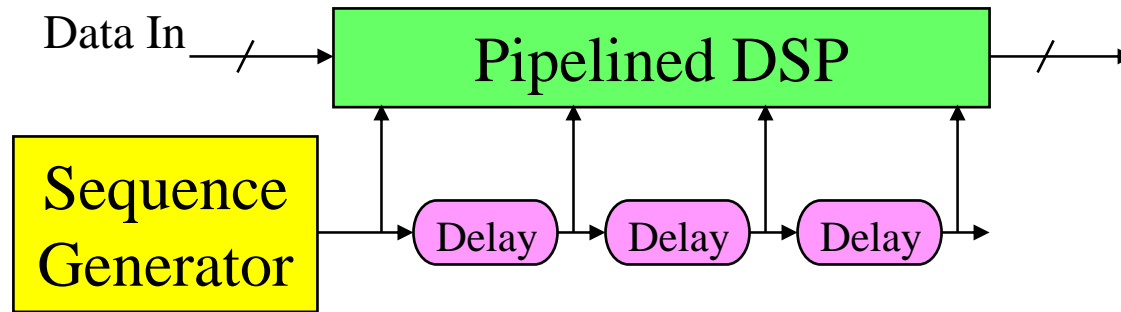 Data In
Pipelined DSP
Sequence
Generator
Delay
Delay
Delay